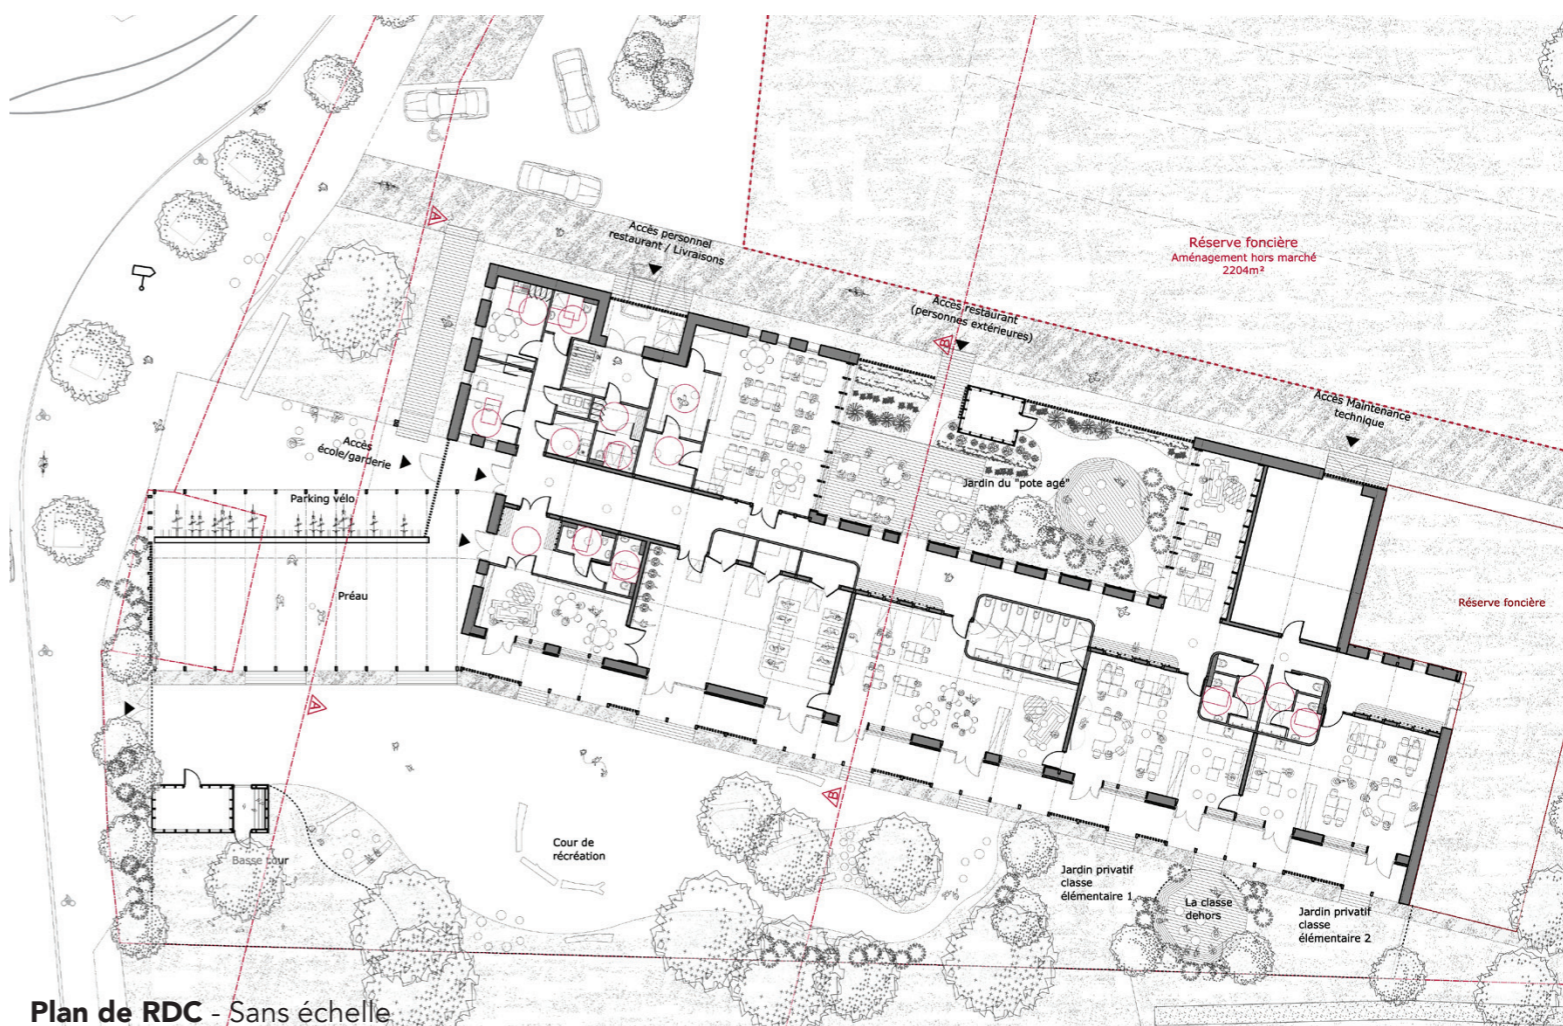 Accès personnel
restaurant / Livraisons
Réserve foncière
Aménagement hors marché
2204m²
A
Accès restaurant
(personnes extérieures)
B
Accès Maintenance
technique
Accès
école/garderie
Parking vélo
Jardin du "pote agé"
Préau
Réserve foncière
A
B
Cour de
récréation
Basse cour
Jardin privatif
classe
élémentaire 1
La classe
dehors
Jardin privatif
classe
élémentaire 2
Plan de RDC - Sans échelle